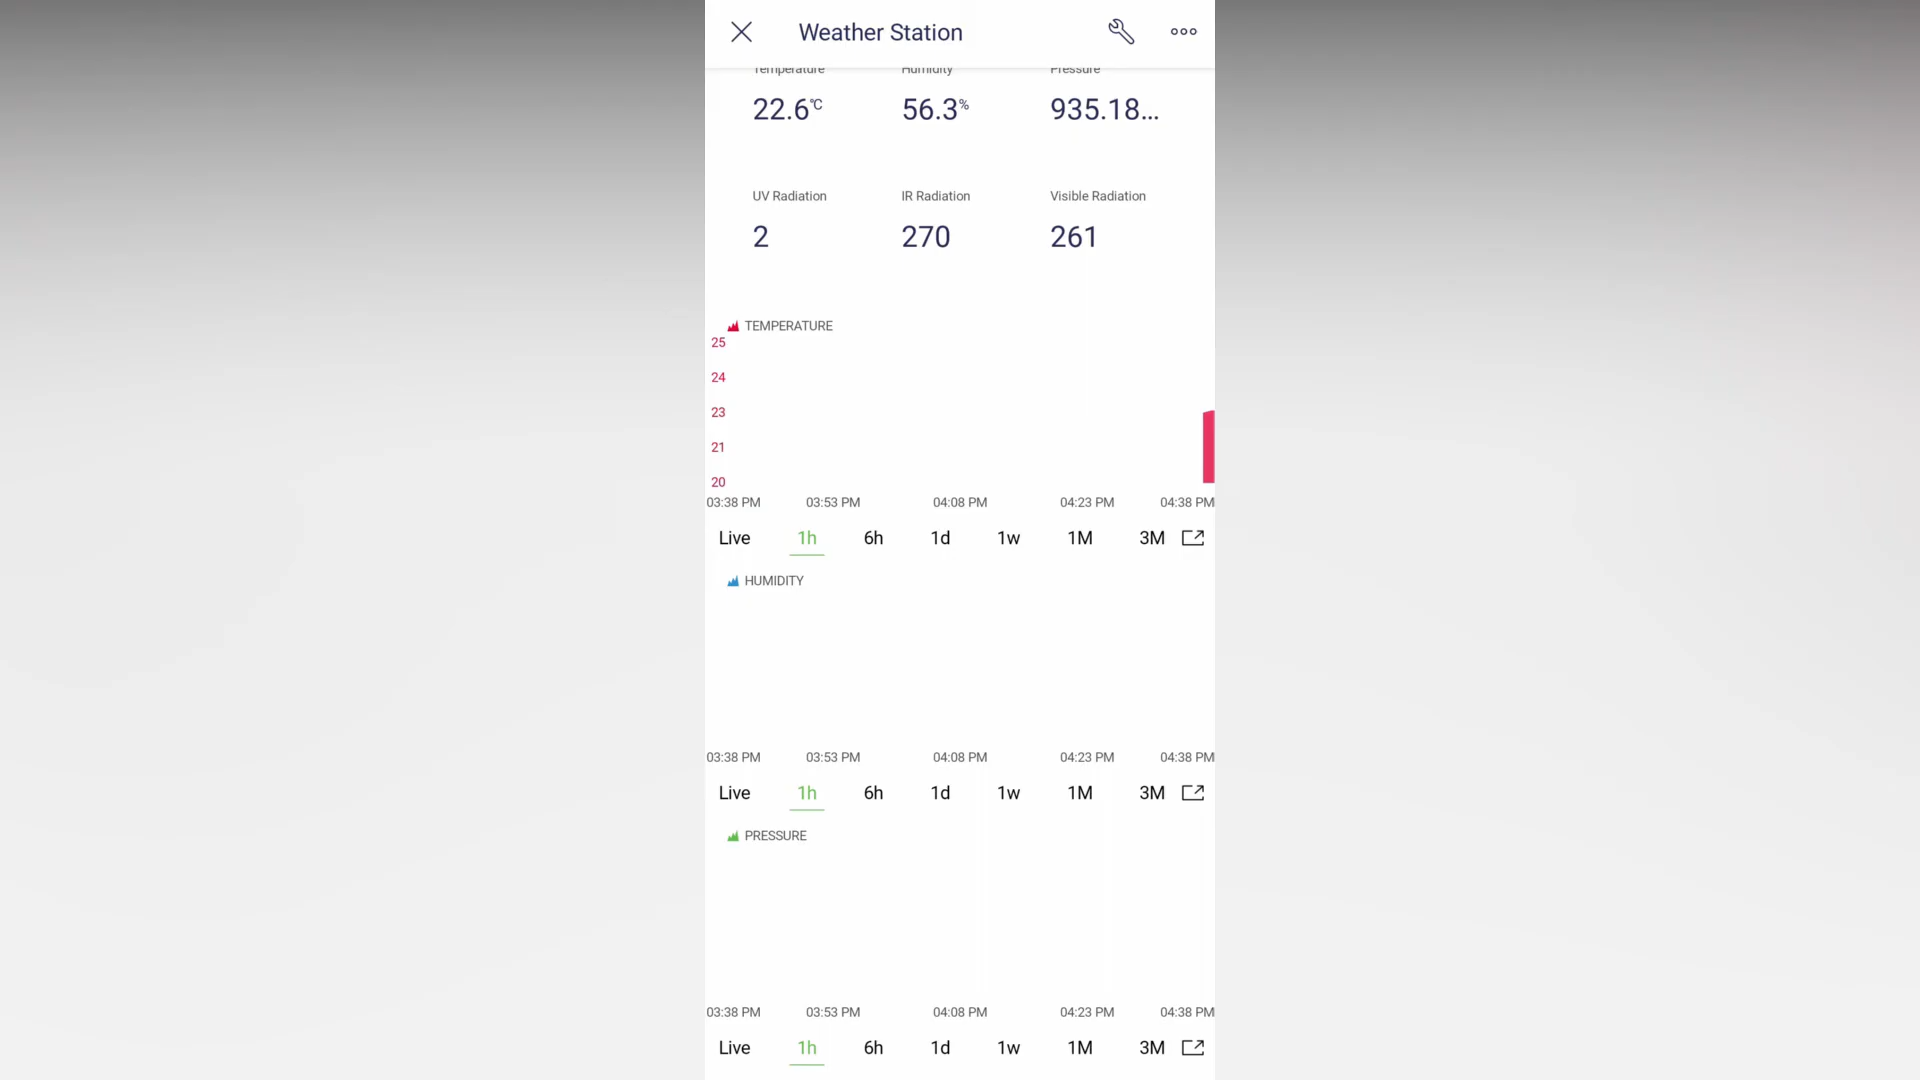 Weather Station
Temperature Humidity Pressure
22.6°C 56.3% 935.18...
UV Radiation IR Radiation Visible Radiation
2 270 261
TEMPERATURE
25
24
23
21
20
03:38 PM 03:53 PM 04:08 PM 04:23 PM 04:38 PM
Live 1h 6h 1d 1w 1M 3M
HUMIDITY
03:38 PM 03:53 PM 04:08 PM 04:23 PM 04:38 PM
Live 1h 6h 1d 1w 1M 3M
PRESSURE
03:38 PM 03:53 PM 04:08 PM 04:23 PM 04:38 PM
Live 1h 6h 1d 1w 1M 3M